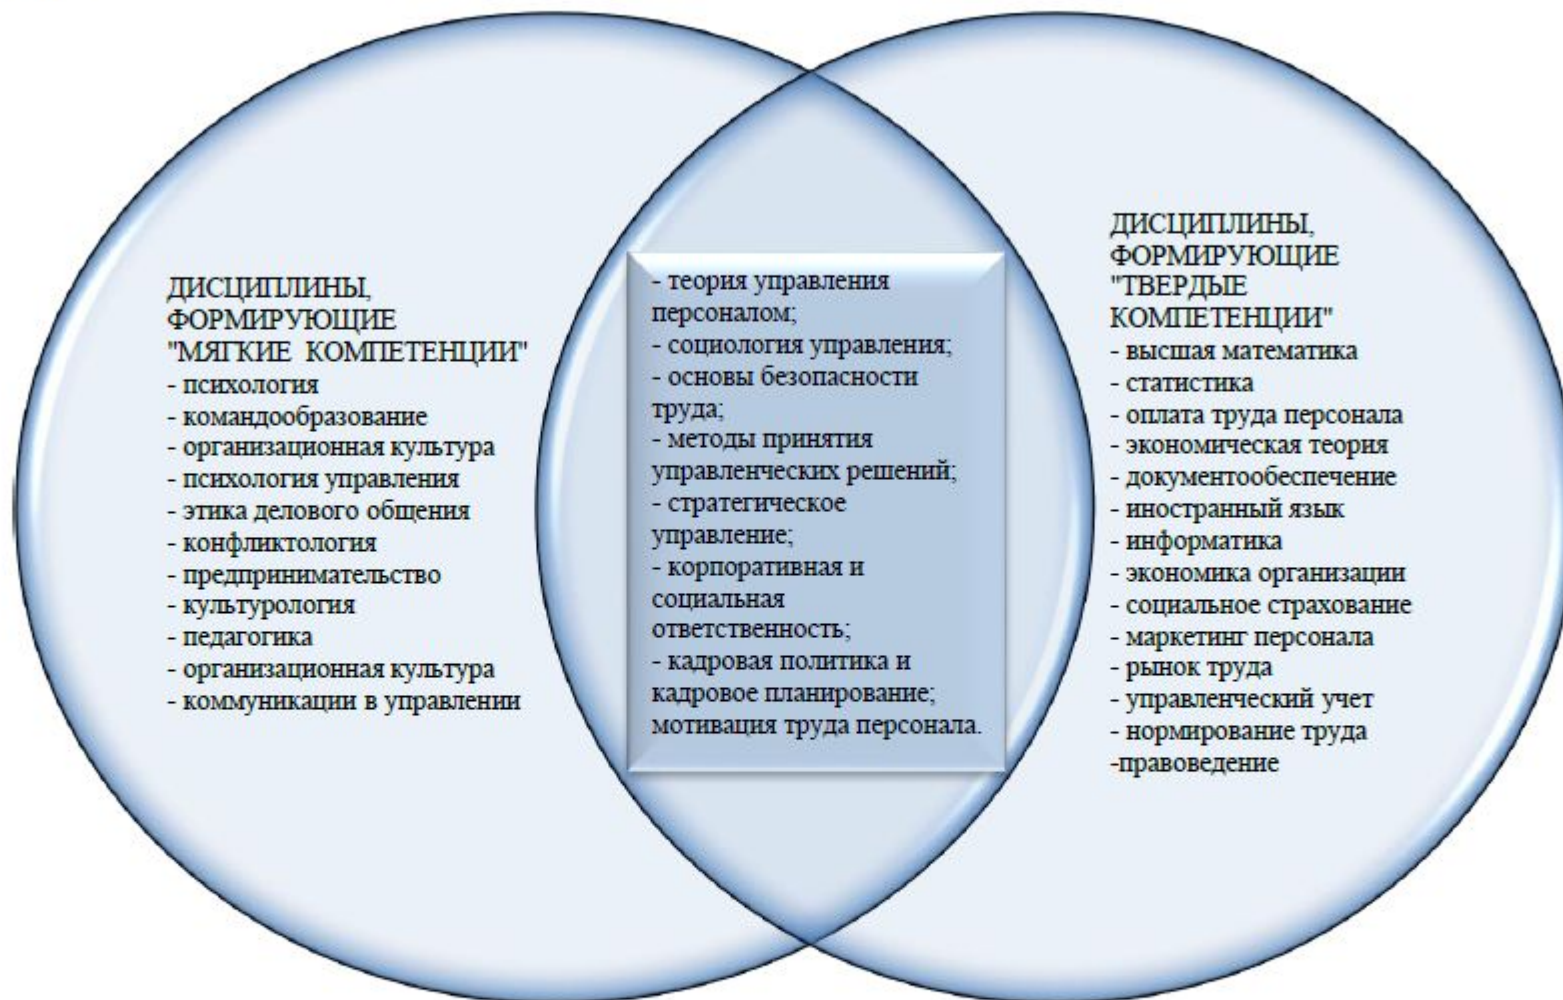 ДИСЦИПЛИНЫ,
ФОРМИРУЮЩИЕ
"МЯГКИЕ КОМПЕТЕНЦИИ"
- психология
- командообразование
- организационная культура
- психология управления
- этика делового общения
- конфликтология
- предпринимательство
- культурология
- педагогика
- организационная культура
- коммуникации в управлении
- теория управления
персоналом;
- социология управления;
- основы безопасности
труда;
- методы принятия
управленческих решений;
- стратегическое
управление;
- корпоративная и
социальная
ответственность;
- кадровая политика и
кадровое планирование;
мотивация труда персонала.
ДИСЦИПЛИНЫ,
ФОРМИРУЮЩИЕ
"ТВЕРДЫЕ
КОМПЕТЕНЦИИ"
- высшая математика
- статистика
- оплата труда персонала
- экономическая теория
- документообеспечение
- иностранный язык
- информатика
- экономика организации
- социальное страхование
- маркетинг персонала
- рынок труда
- управленческий учет
- нормирование труда
-правоведение